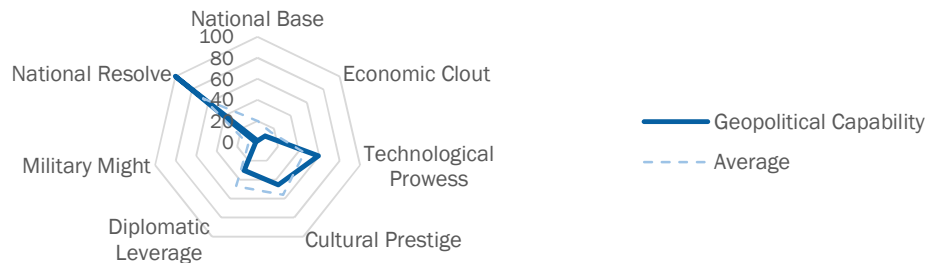 National Base
100
80
60
40
20
0
National Resolve
Economic Clout
Geopolitical Capability
Military Might
Technological
Prowess
Average
Diplomatic
Leverage
Cultural Prestige